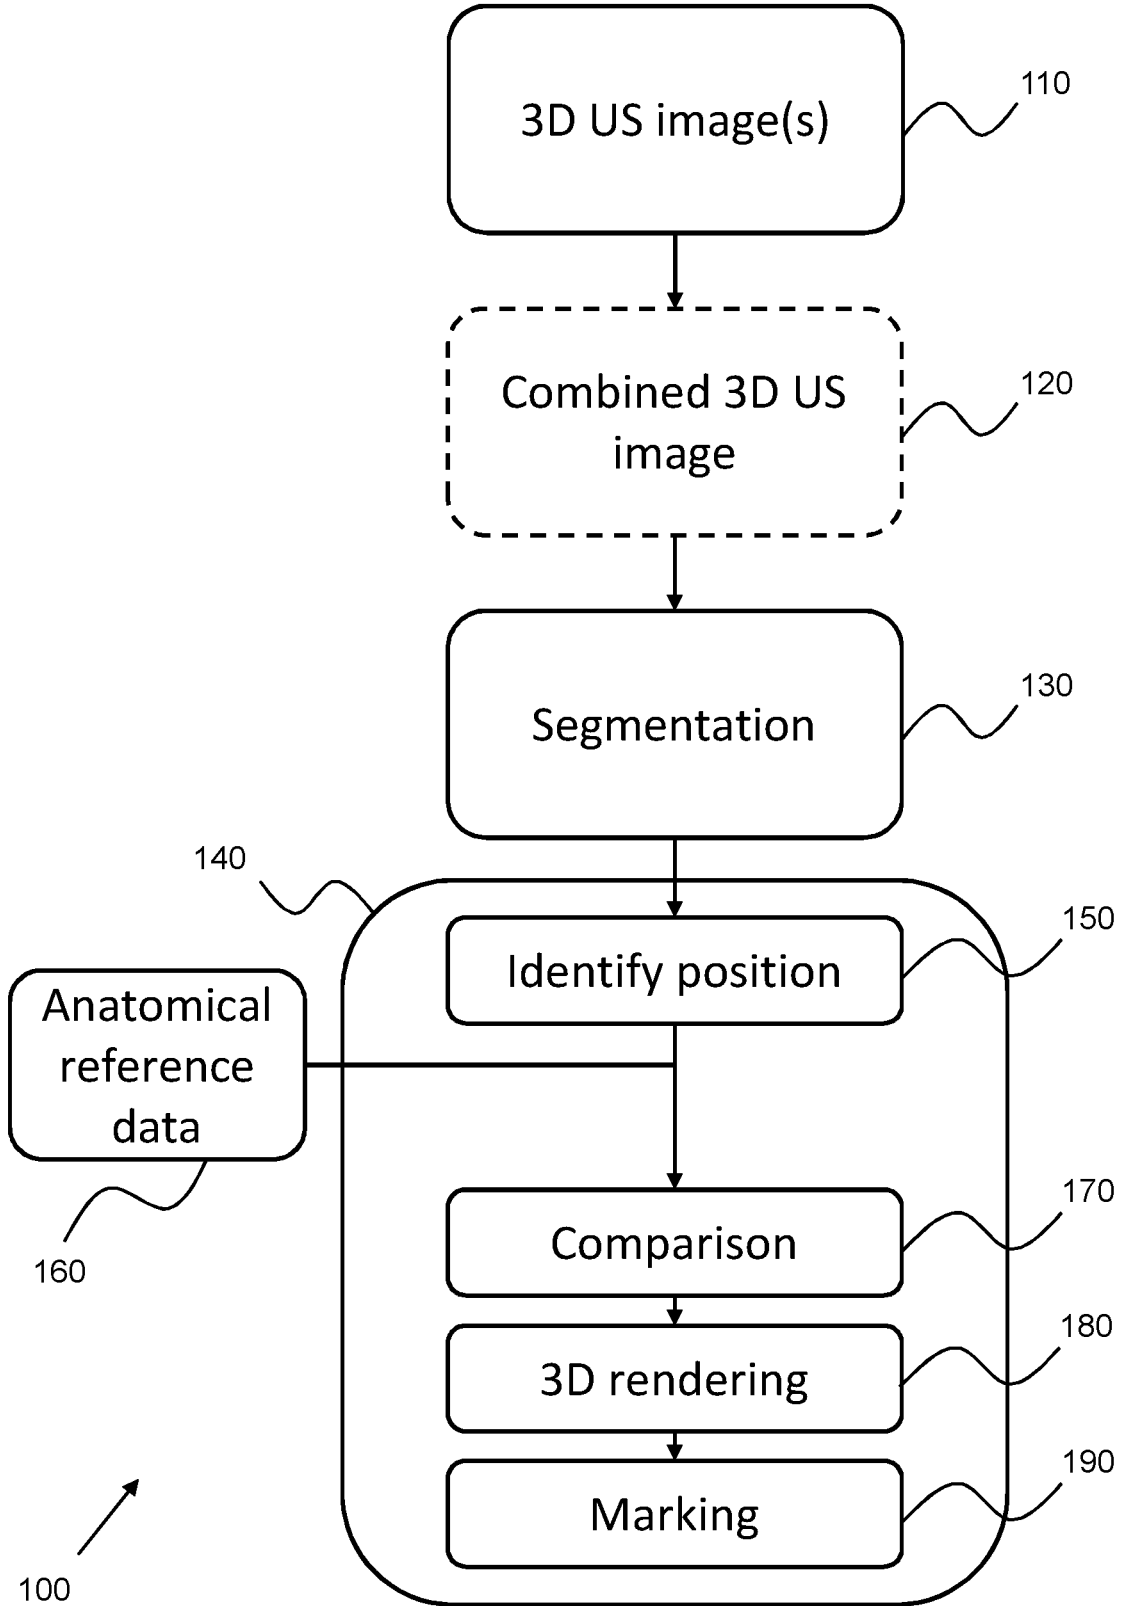 3D US image(s)
110
Combined 3D US
image
120
Segmentation
130
140
Identify position
150
Anatomical
reference
data
160
Comparison
170
3D rendering
180
Marking
190
100